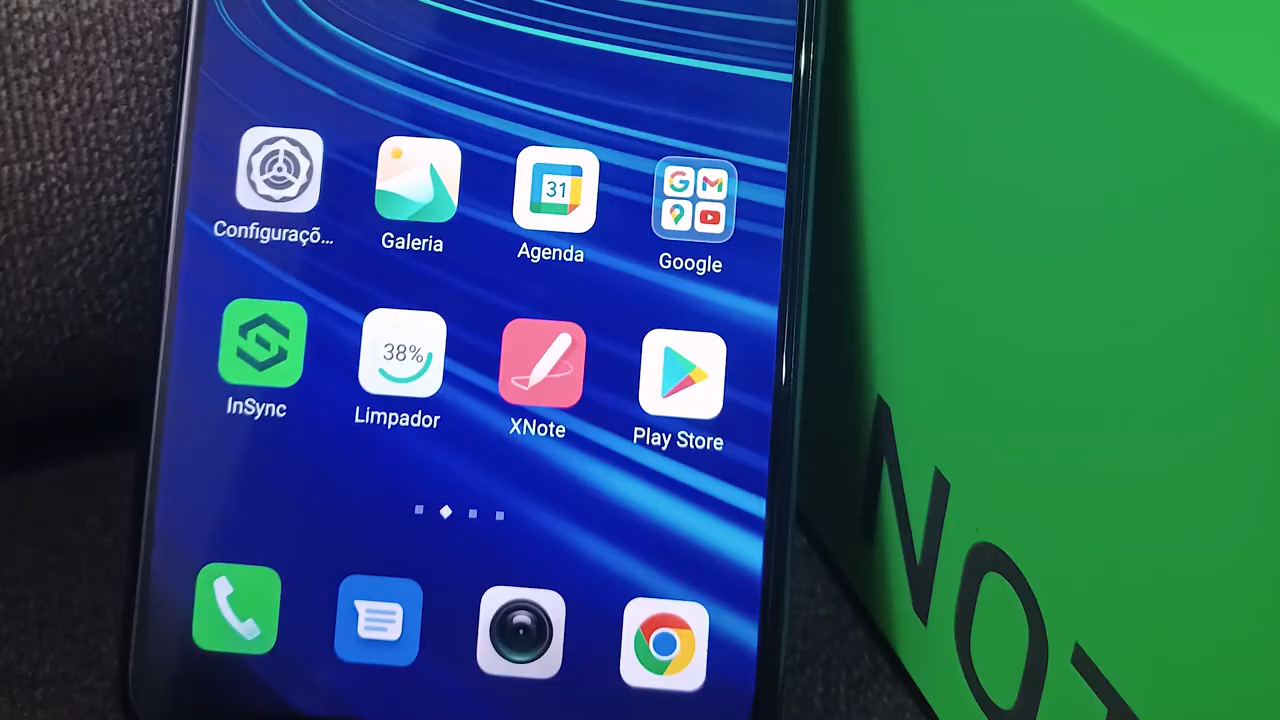 31
Configuraçõ...
Galeria
Agenda
Google
38%
InSync
Limpador
XNote
Play Store
NOT